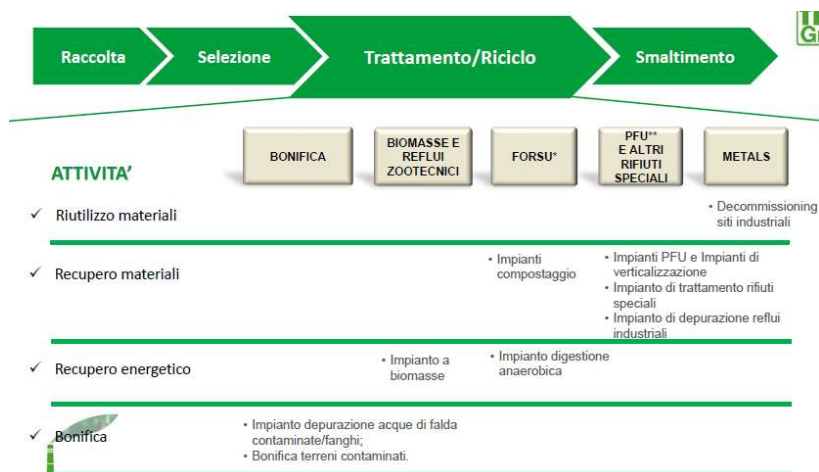 Raccolta
Selezione
Trattamento/Riciclo
Smaltimento
ATTIVITA'
BONIFICA
BIOMASSE E
REFLUI
ZOOTECNICI
FORSU*
PFU**
E ALTRI
RIFIUTI
SPECIALI
METALS
✓ Riutilizzo materiali
• Decommissioning
siti industriali
✓ Recupero materiali
• Impianti
compostaggio
• Impianti PFU e Impianti di
verticalizzazione
• Impianto di trattamento rifiuti
speciali
• Impianto di depurazione reflui
industriali
✓ Recupero energetico
• Impianto a
biomasse
• Impianto digestione
anaerobica
✓ Bonifica
• Impianto depurazione acque di falda
contaminate/fanghi;
• Bonifica terreni contaminati.